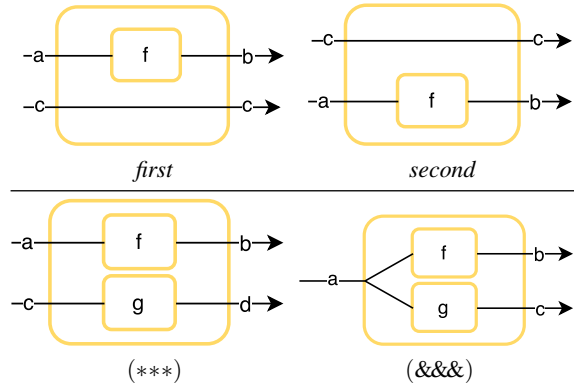 a f b
c c
first
c c
a f b
second
a f b
c g d
(***)
f b
a
g c
(&&&)